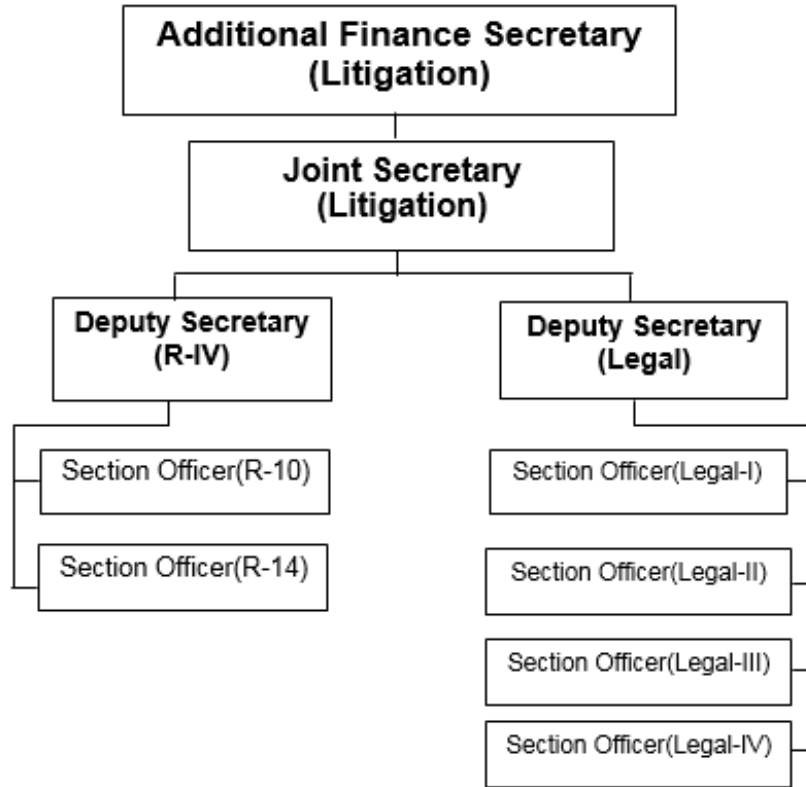 Additional Finance Secretary
(Litigation)
Joint Secretary
(Litigation)
Deputy Secretary
(R-IV)
Deputy Secretary
(Legal)
Section Officer(R-10)
Section Officer(R-14)
Section Officer(Legal-I)
Section Officer(Legal-II)
Section Officer(Legal-III)
Section Officer(Legal-IV)